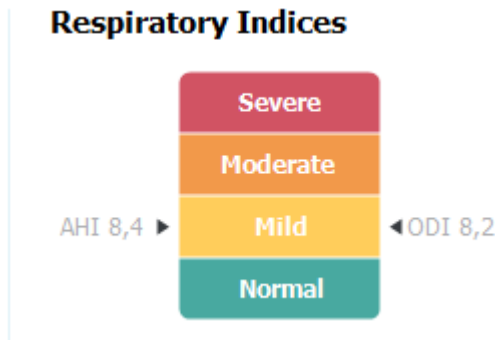 Respiratory Indices
Severe
Moderate
AHI 8,4 ▶ Mild ◀ ODI 8,2
Normal